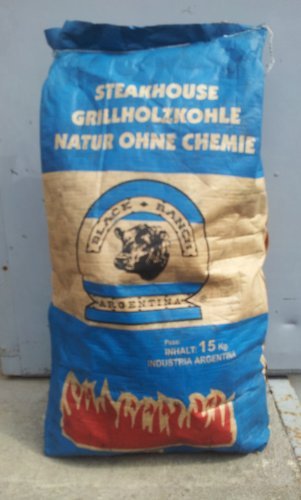 STEAKHOUSE
GRILLHOLZKOHLE
NATUR OHNE CHEMIE
BLACK RANCH
ARGENTINA ®
Peso:
INHALT: 15 Kg
INDUSTRIA ARGENTINA